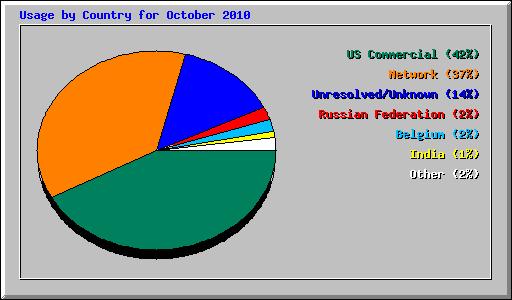 Usage by Country for October 2010
US Commercial (42%)
Network (37%)
Unresolved/Unknown (14%)
Russian Federation (2%)
Belgium (2%)
India (1%)
Other (2%)